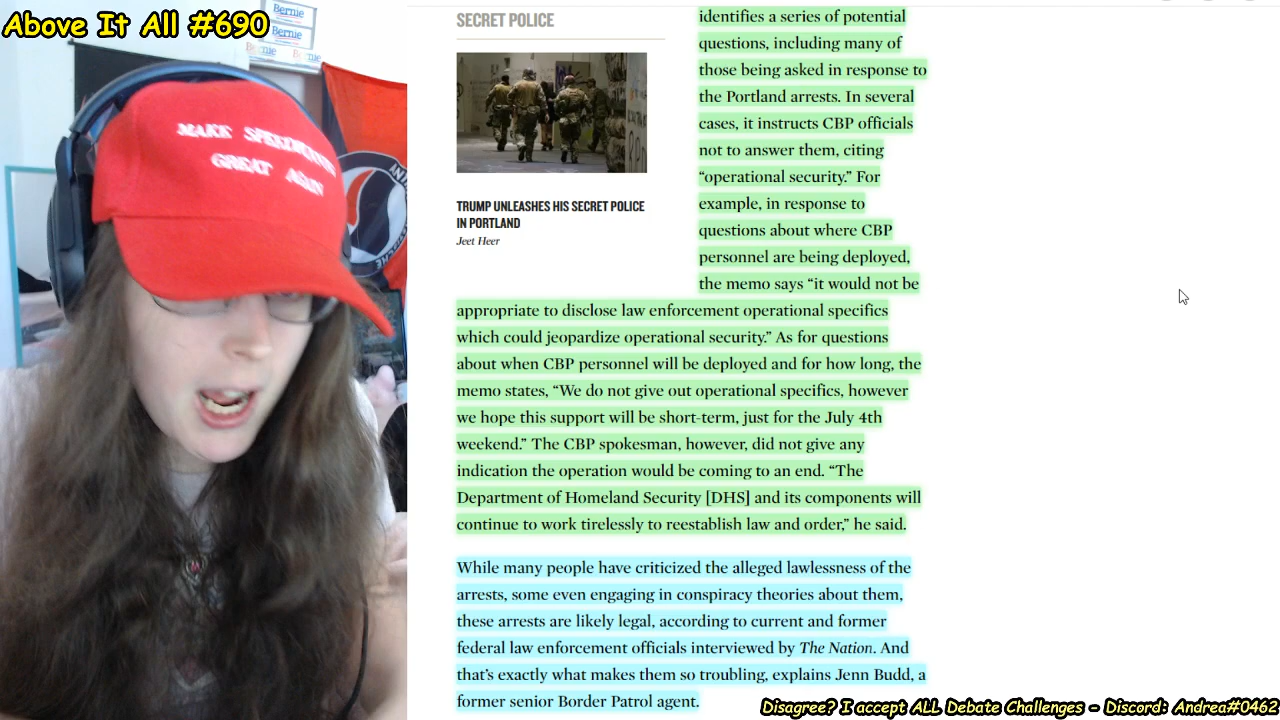 Above It All #690
Bernie
Bernie
Bernie
Bernie
MAKE
GREAT AGAIN
SECRET POLICE
TRUMP UNLEASHES HIS SECRET POLICE
IN PORTLAND
Jeet Heer
identifies a series of potential
questions, including many of
those being asked in response to
the Portland arrests. In several
cases, it instructs CBP officials
not to answer them, citing
“operational security.” For
example, in response to
questions about where CBP
personnel are being deployed,
the memo says “it would not be
appropriate to disclose law enforcement operational specifics
which could jeopardize operational security.” As for questions
about when CBP personnel will be deployed and for how long, the
memo states, “We do not give out operational specifics, however
we hope this support will be short-term, just for the July 4th
weekend.” The CBP spokesman, however, did not give any
indication the operation would be coming to an end. “The
Department of Homeland Security [DHS] and its components will
continue to work tirelessly to reestablish law and order,” he said.
While many people have criticized the alleged lawlessness of the
arrests, some even engaging in conspiracy theories about them,
these arrests are likely legal, according to current and former
federal law enforcement officials interviewed by The Nation. And
that’s exactly what makes them so troubling, explains Jenn Budd, a
former senior Border Patrol agent.
Disagree? I accept ALL Debate Challenges - Discord: Andrea#0462